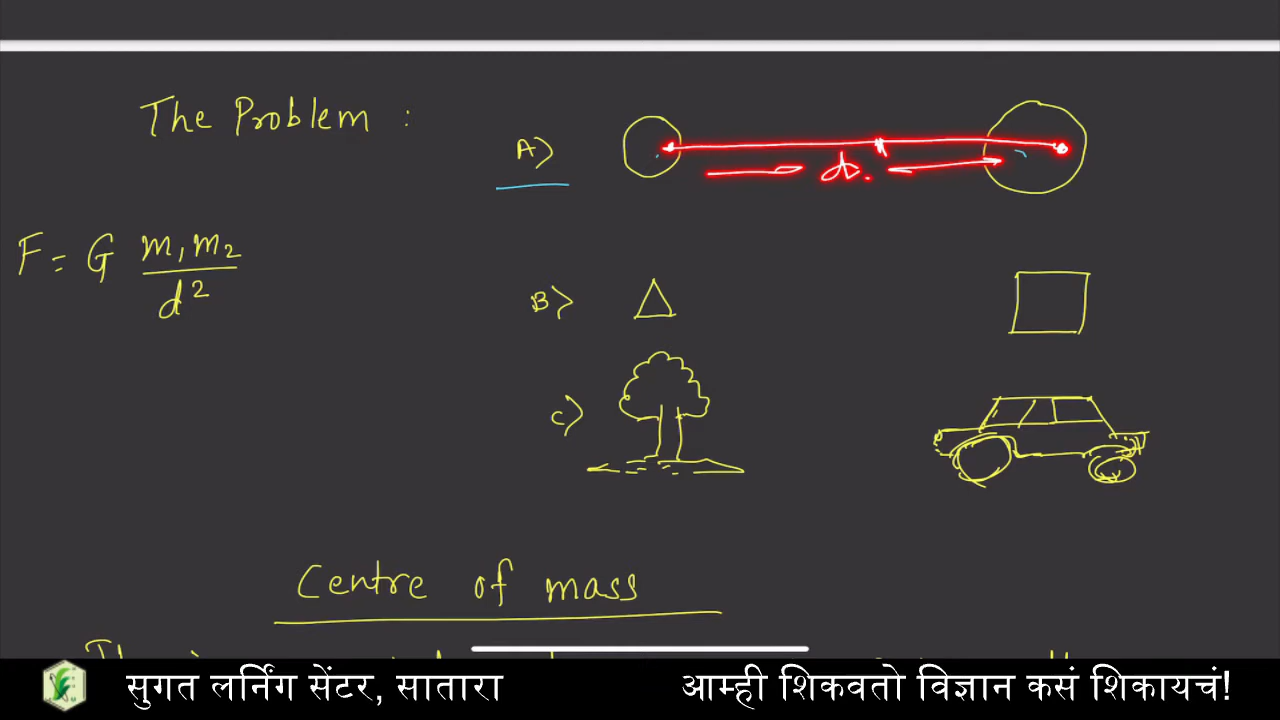 The Problem :
A>
d.
F = G m₁m₂ / d²
B>
C>
Centre of mass
सुगत लर्निंग सेंटर, सातारा
आम्ही शिकवतो विज्ञान कसं शिकायचं!